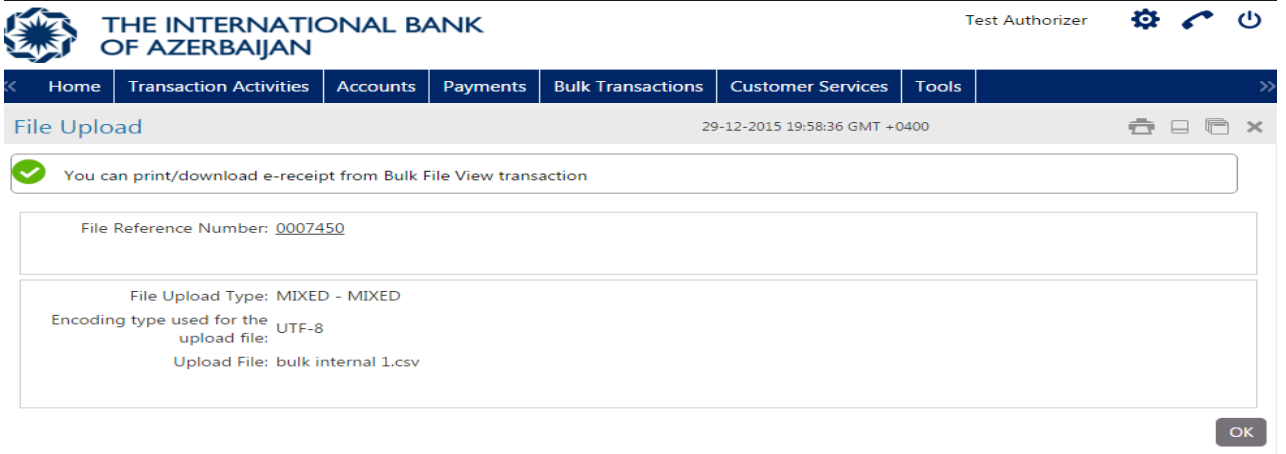 THE INTERNATIONAL BANK
OF AZERBAIJAN
Test Authorizer
Home Transaction Activities Accounts Payments Bulk Transactions Customer Services Tools
File Upload
29-12-2015 19:58:36 GMT +0400
You can print/download e-receipt from Bulk File View transaction
File Reference Number: 0007450
File Upload Type: MIXED - MIXED
Encoding type used for the
upload file: UTF-8
Upload File: bulk internal 1.csv
OK